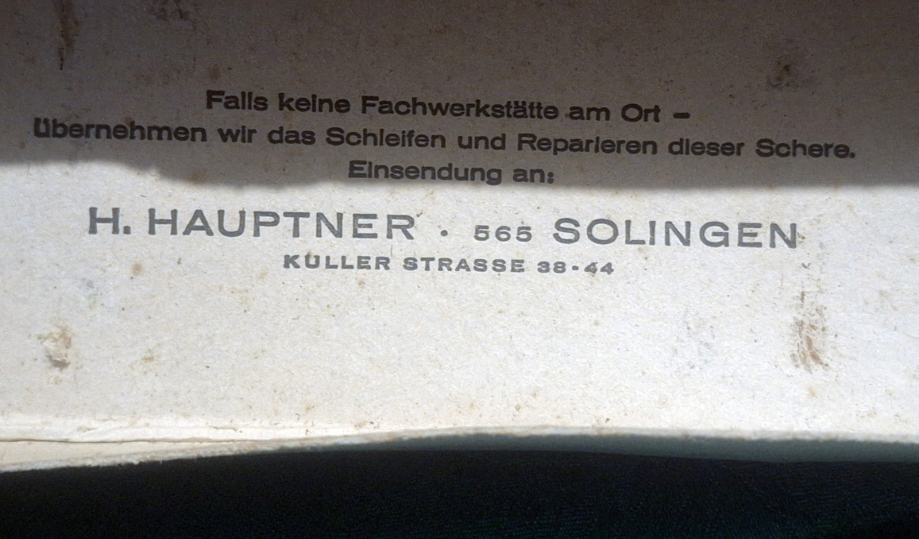 Falls keine Fachwerkstätte am Ort –
übernehmen wir das Schleifen und Reparieren dieser Schere.
Einsendung an:
H. HAUPTNER · 565 SOLINGEN
KULLER STRASSE 38-44